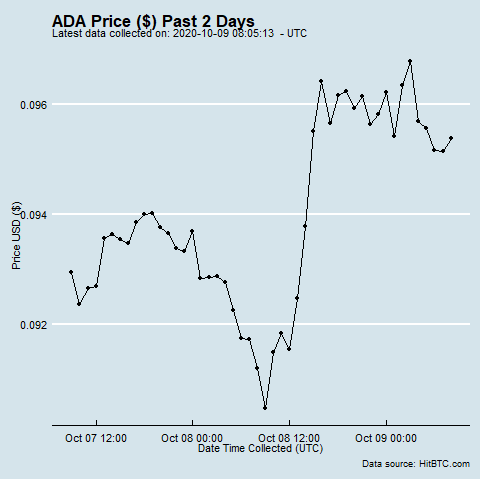 ADA Price ($) Past 2 Days
Latest data collected on: 2020-10-09 08:05:13 - UTC
0.096
0.094
0.092
Price USD ($)
Oct 07 12:00 Oct 08 00:00 Oct 08 12:00 Oct 09 00:00
Date Time Collected (UTC)
Data source: HitBTC.com